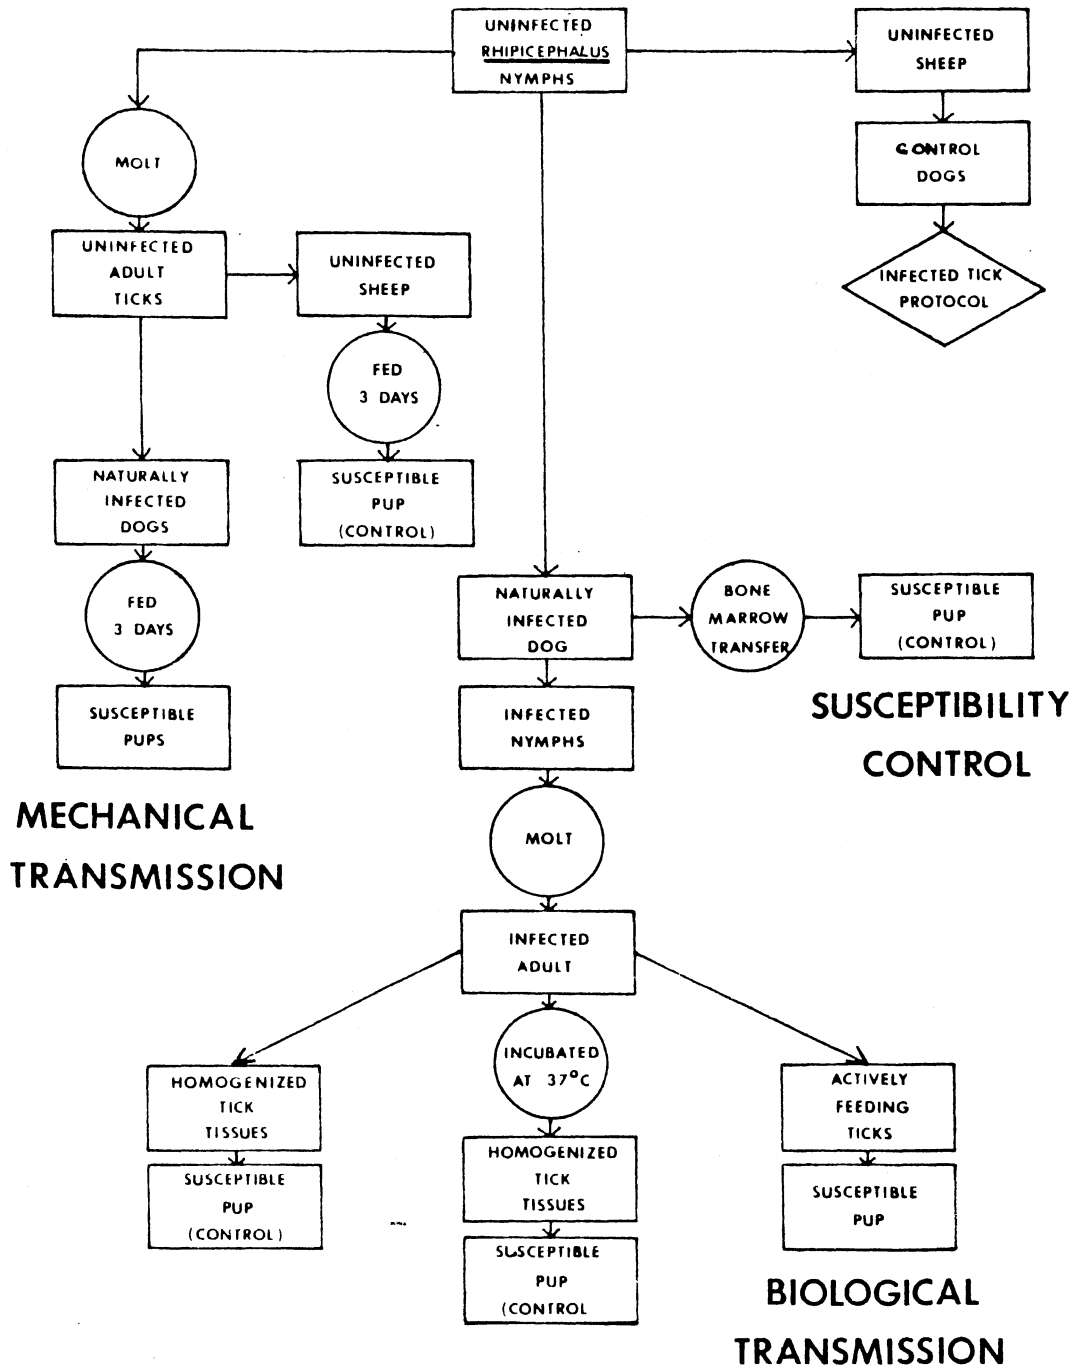 UNINFECTED
RHIPICEPHALUS
NYMPHS
UNINFECTED
SHEEP
CONTROL
DOGS
INFECTED TICK
PROTOCOL
MOLT
UNINFECTED
ADULT
TICKS
UNINFECTED
SHEEP
FED
3 DAYS
SUSCEPTIBLE
PUP
(CONTROL)
NATURALLY
INFECTED
DOGS
FED
3 DAYS
SUSCEPTIBLE
PUPS
MECHANICAL
TRANSMISSION
NATURALLY
INFECTED
DOG
BONE
MARROW
TRANSFER
SUSCEPTIBLE
PUP
(CONTROL)
SUSCEPTIBILITY
CONTROL
INFECTED
NYMPHS
MOLT
INFECTED
ADULT
HOMOGENIZED
TICK
TISSUES
SUSCEPTIBLE
PUP
(CONTROL)
INCUBATED
AT 37°C
HOMOGENIZED
TICK
TISSUES
SUSCEPTIBLE
PUP
(CONTROL
ACTIVELY
FEEDING
TICKS
SUSCEPTIBLE
PUP
BIOLOGICAL
TRANSMISSION